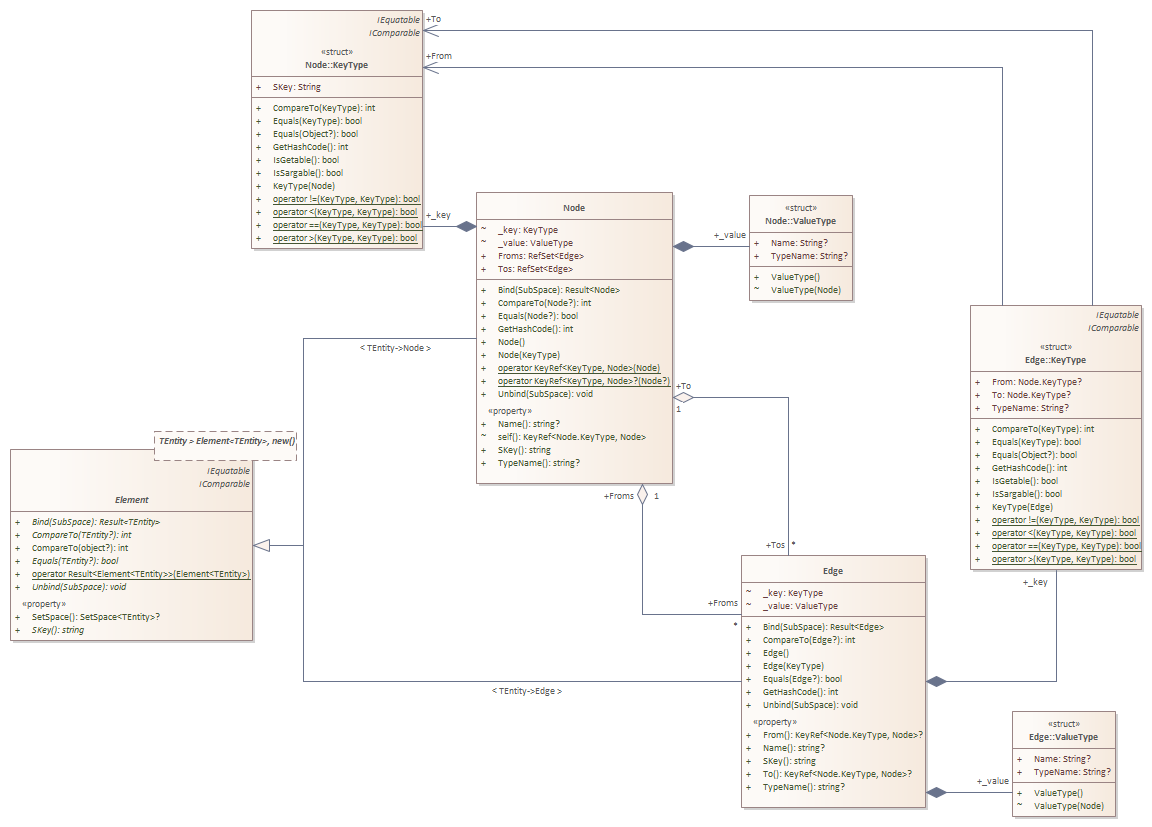 IEquatable
IComparable
«struct»
Node::KeyType
+ SKey: String
+ CompareTo(KeyType): int
+ Equals(KeyType): bool
+ Equals(Object?): bool
+ GetHashCode(): int
+ IsGetable(): bool
+ IsSargable(): bool
+ KeyType(Node)
+ operator !=(KeyType, KeyType): bool
+ operator <(KeyType, KeyType): bool
+ operator ==(KeyType, KeyType): bool
+ operator >(KeyType, KeyType): bool
+To
+From
+_key
Node
~ _key: KeyType
~ _value: ValueType
+ Froms: RefSet<Edge>
+ Tos: RefSet<Edge>
+ Bind(SubSpace): Result<Node>
+ CompareTo(Node?): int
+ Equals(Node?): bool
+ GetHashCode(): int
+ Node()
+ Node(KeyType)
+ operator KeyRef<KeyType, Node>(Node)
+ operator KeyRef<KeyType, Node>?(Node?)
+ Unbind(SubSpace): void
«property»
+ Name(): string?
~ self(): KeyRef<Node.KeyType, Node>
+ SKey(): string
+ TypeName(): string?
+_value
«struct»
Node::ValueType
+ Name: String?
+ TypeName: String?
+ ValueType()
~ ValueType(Node)
IEquatable
IComparable
«struct»
Edge::KeyType
+ From: Node.KeyType?
+ To: Node.KeyType?
+ TypeName: String?
+ CompareTo(KeyType): int
+ Equals(KeyType): bool
+ Equals(Object?): bool
+ GetHashCode(): int
+ IsGetable(): bool
+ IsSargable(): bool
+ KeyType(Edge)
+ operator !=(KeyType, KeyType): bool
+ operator <(KeyType, KeyType): bool
+ operator ==(KeyType, KeyType): bool
+ operator >(KeyType, KeyType): bool
+_key
< TEntity->Node >
+To
1
+Froms 1
+Tos *
+Froms
*
TEntity > Element<TEntity>, new()
IEquatable
IComparable
Element
+ Bind(SubSpace): Result<TEntity>
+ CompareTo(TEntity?): int
+ CompareTo(object?): int
+ Equals(TEntity?): bool
+ operator Result<Element<TEntity>>(Element<TEntity>)
+ Unbind(SubSpace): void
«property»
+ SetSpace(): SetSpace<TEntity>?
+ SKey(): string
< TEntity->Edge >
Edge
~ _key: KeyType
~ _value: ValueType
+ Bind(SubSpace): Result<Edge>
+ CompareTo(Edge?): int
+ Edge()
+ Edge(KeyType)
+ Equals(Edge?): bool
+ GetHashCode(): int
+ Unbind(SubSpace): void
«property»
+ From(): KeyRef<Node.KeyType, Node>?
+ Name(): string?
+ SKey(): string
+ To(): KeyRef<Node.KeyType, Node>?
+ TypeName(): string?
+_value
«struct»
Edge::ValueType
+ Name: String?
+ TypeName: String?
+ ValueType()
~ ValueType(Node)